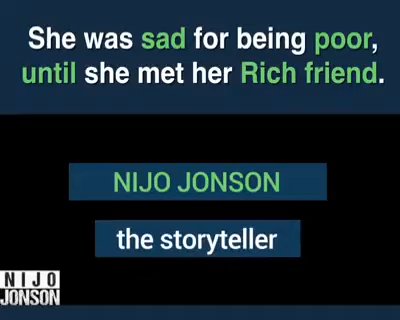 She was sad for being poor,
until she met her Rich friend.
NIJO JONSON
the storyteller
NIJO
JONSON